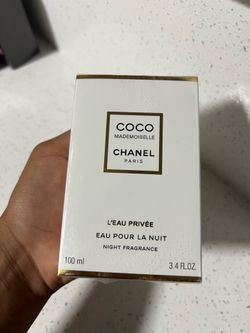 COCO
MADEMOISELLE
CHANEL
PARIS
L'EAU PRIVÉE
EAU POUR LA NUIT
NIGHT FRAGRANCE
100 ml 3.4 FL.OZ.